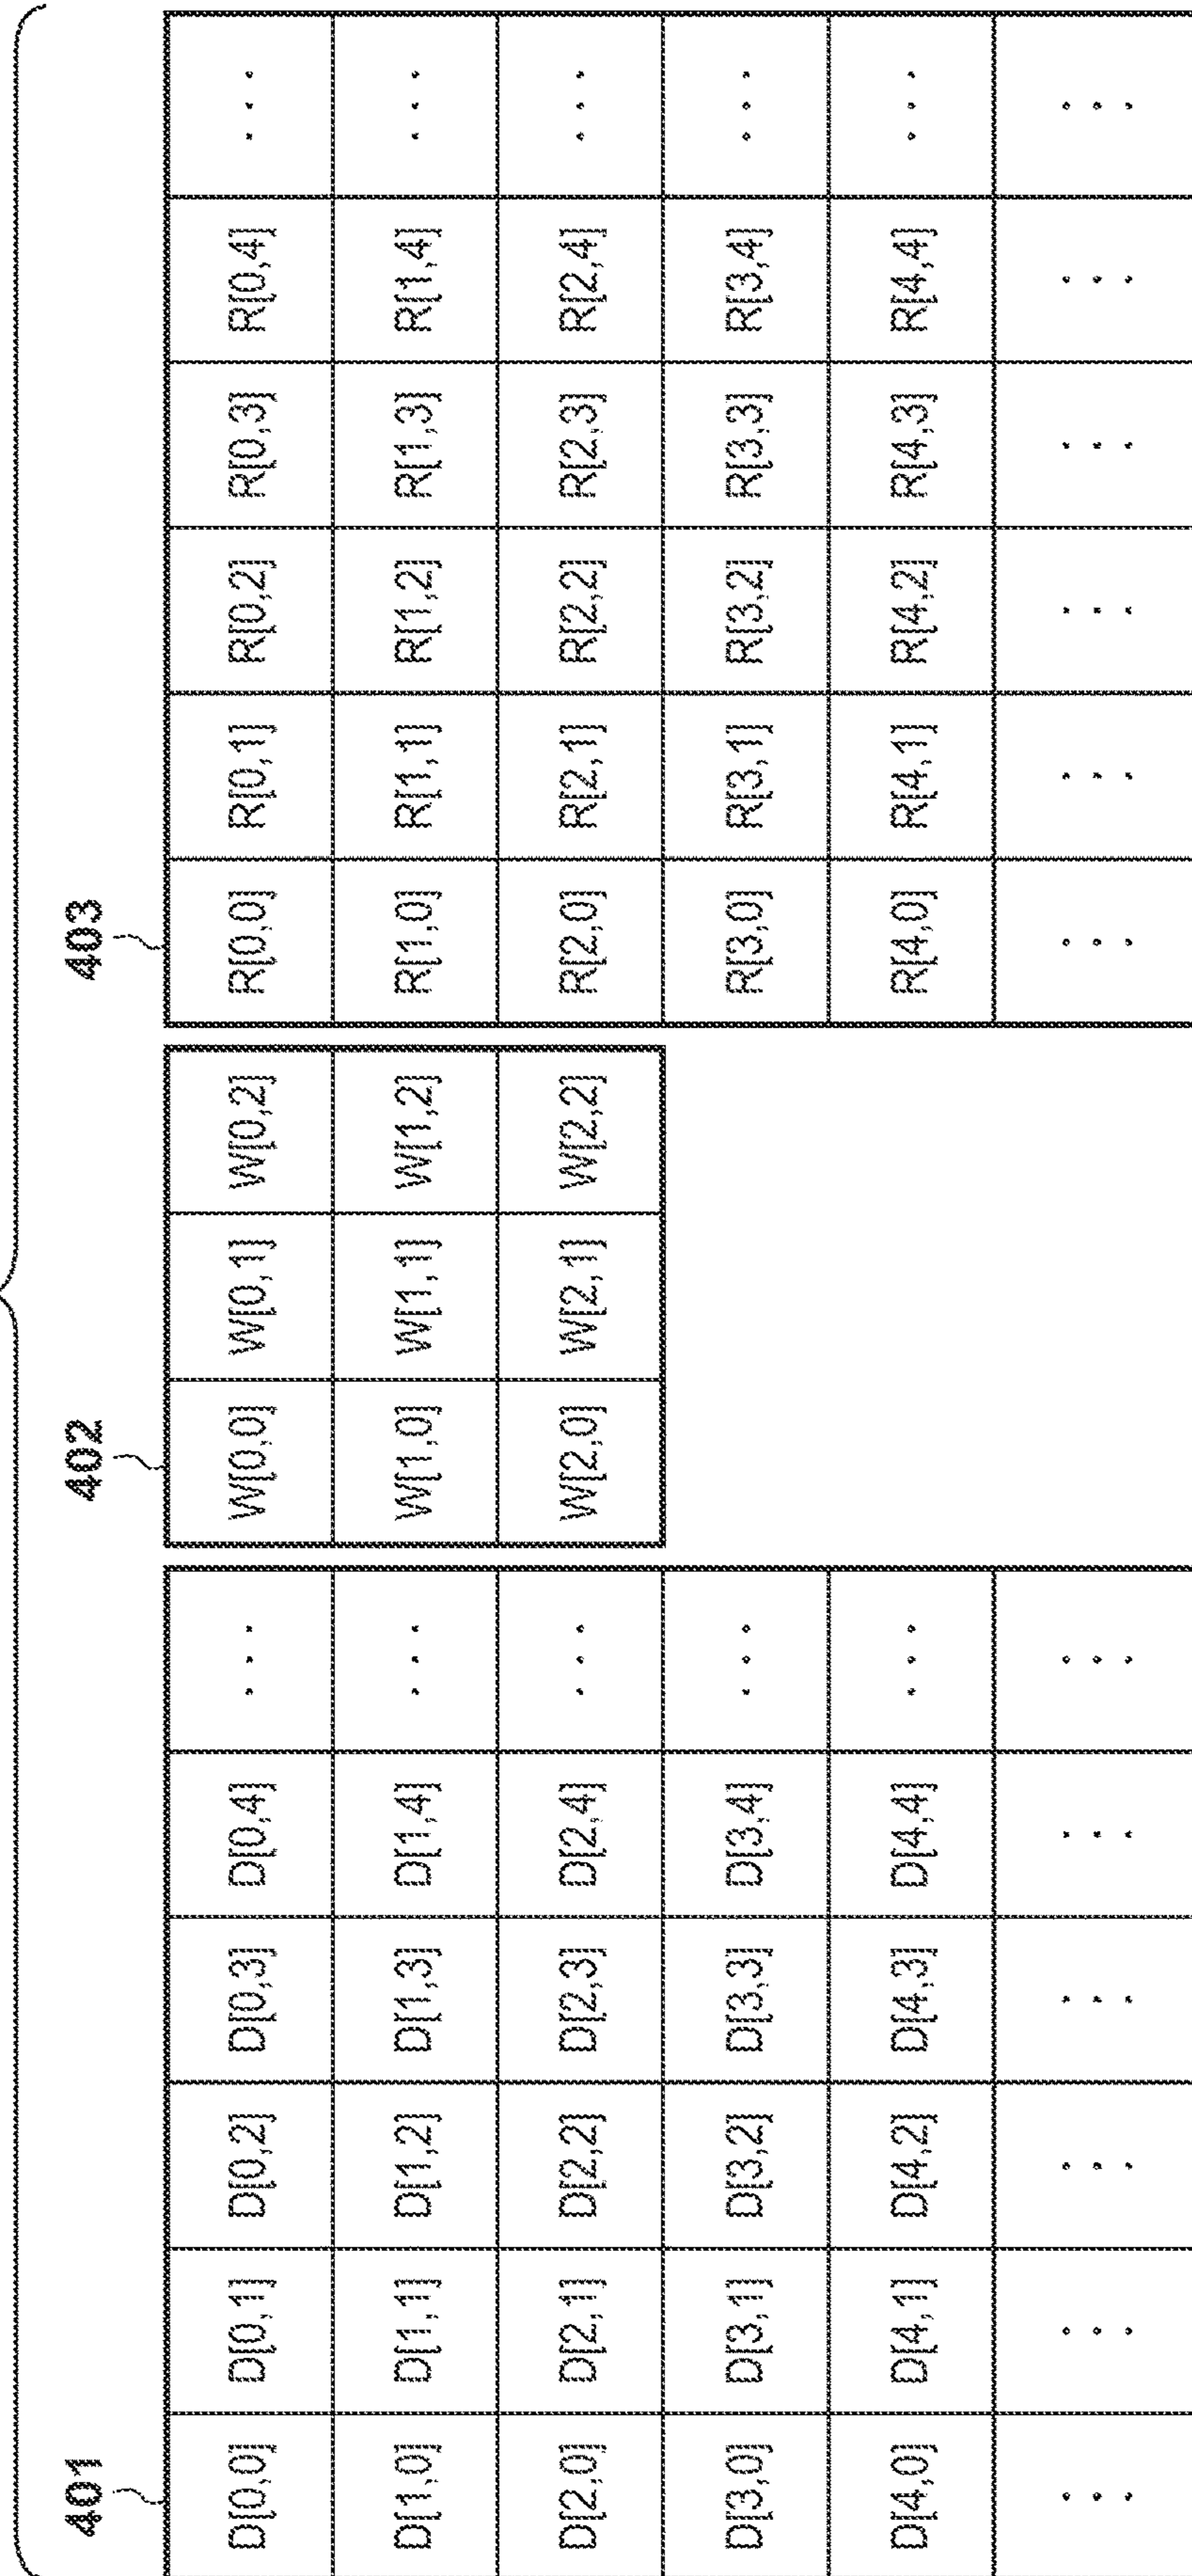 401
D[0,0] D[0,1] D[0,2] D[0,3] D[0,4] ...
D[1,0] D[1,1] D[1,2] D[1,3] D[1,4] ...
D[2,0] D[2,1] D[2,2] D[2,3] D[2,4] ...
D[3,0] D[3,1] D[3,2] D[3,3] D[3,4] ...
D[4,0] D[4,1] D[4,2] D[4,3] D[4,4] ...
... ... ... ... ... ...
402
W[0,0] W[0,1] W[0,2]
W[1,0] W[1,1] W[1,2]
W[2,0] W[2,1] W[2,2]
403
R[0,0] R[0,1] R[0,2] R[0,3] R[0,4] ...
R[1,0] R[1,1] R[1,2] R[1,3] R[1,4] ...
R[2,0] R[2,1] R[2,2] R[2,3] R[2,4] ...
R[3,0] R[3,1] R[3,2] R[3,3] R[3,4] ...
R[4,0] R[4,1] R[4,2] R[4,3] R[4,4] ...
... ... ... ... ... ...